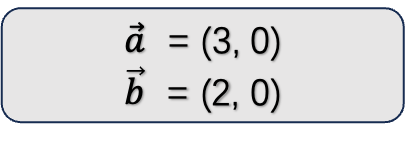 a⃗ = (3, 0)
b⃗ = (2, 0)